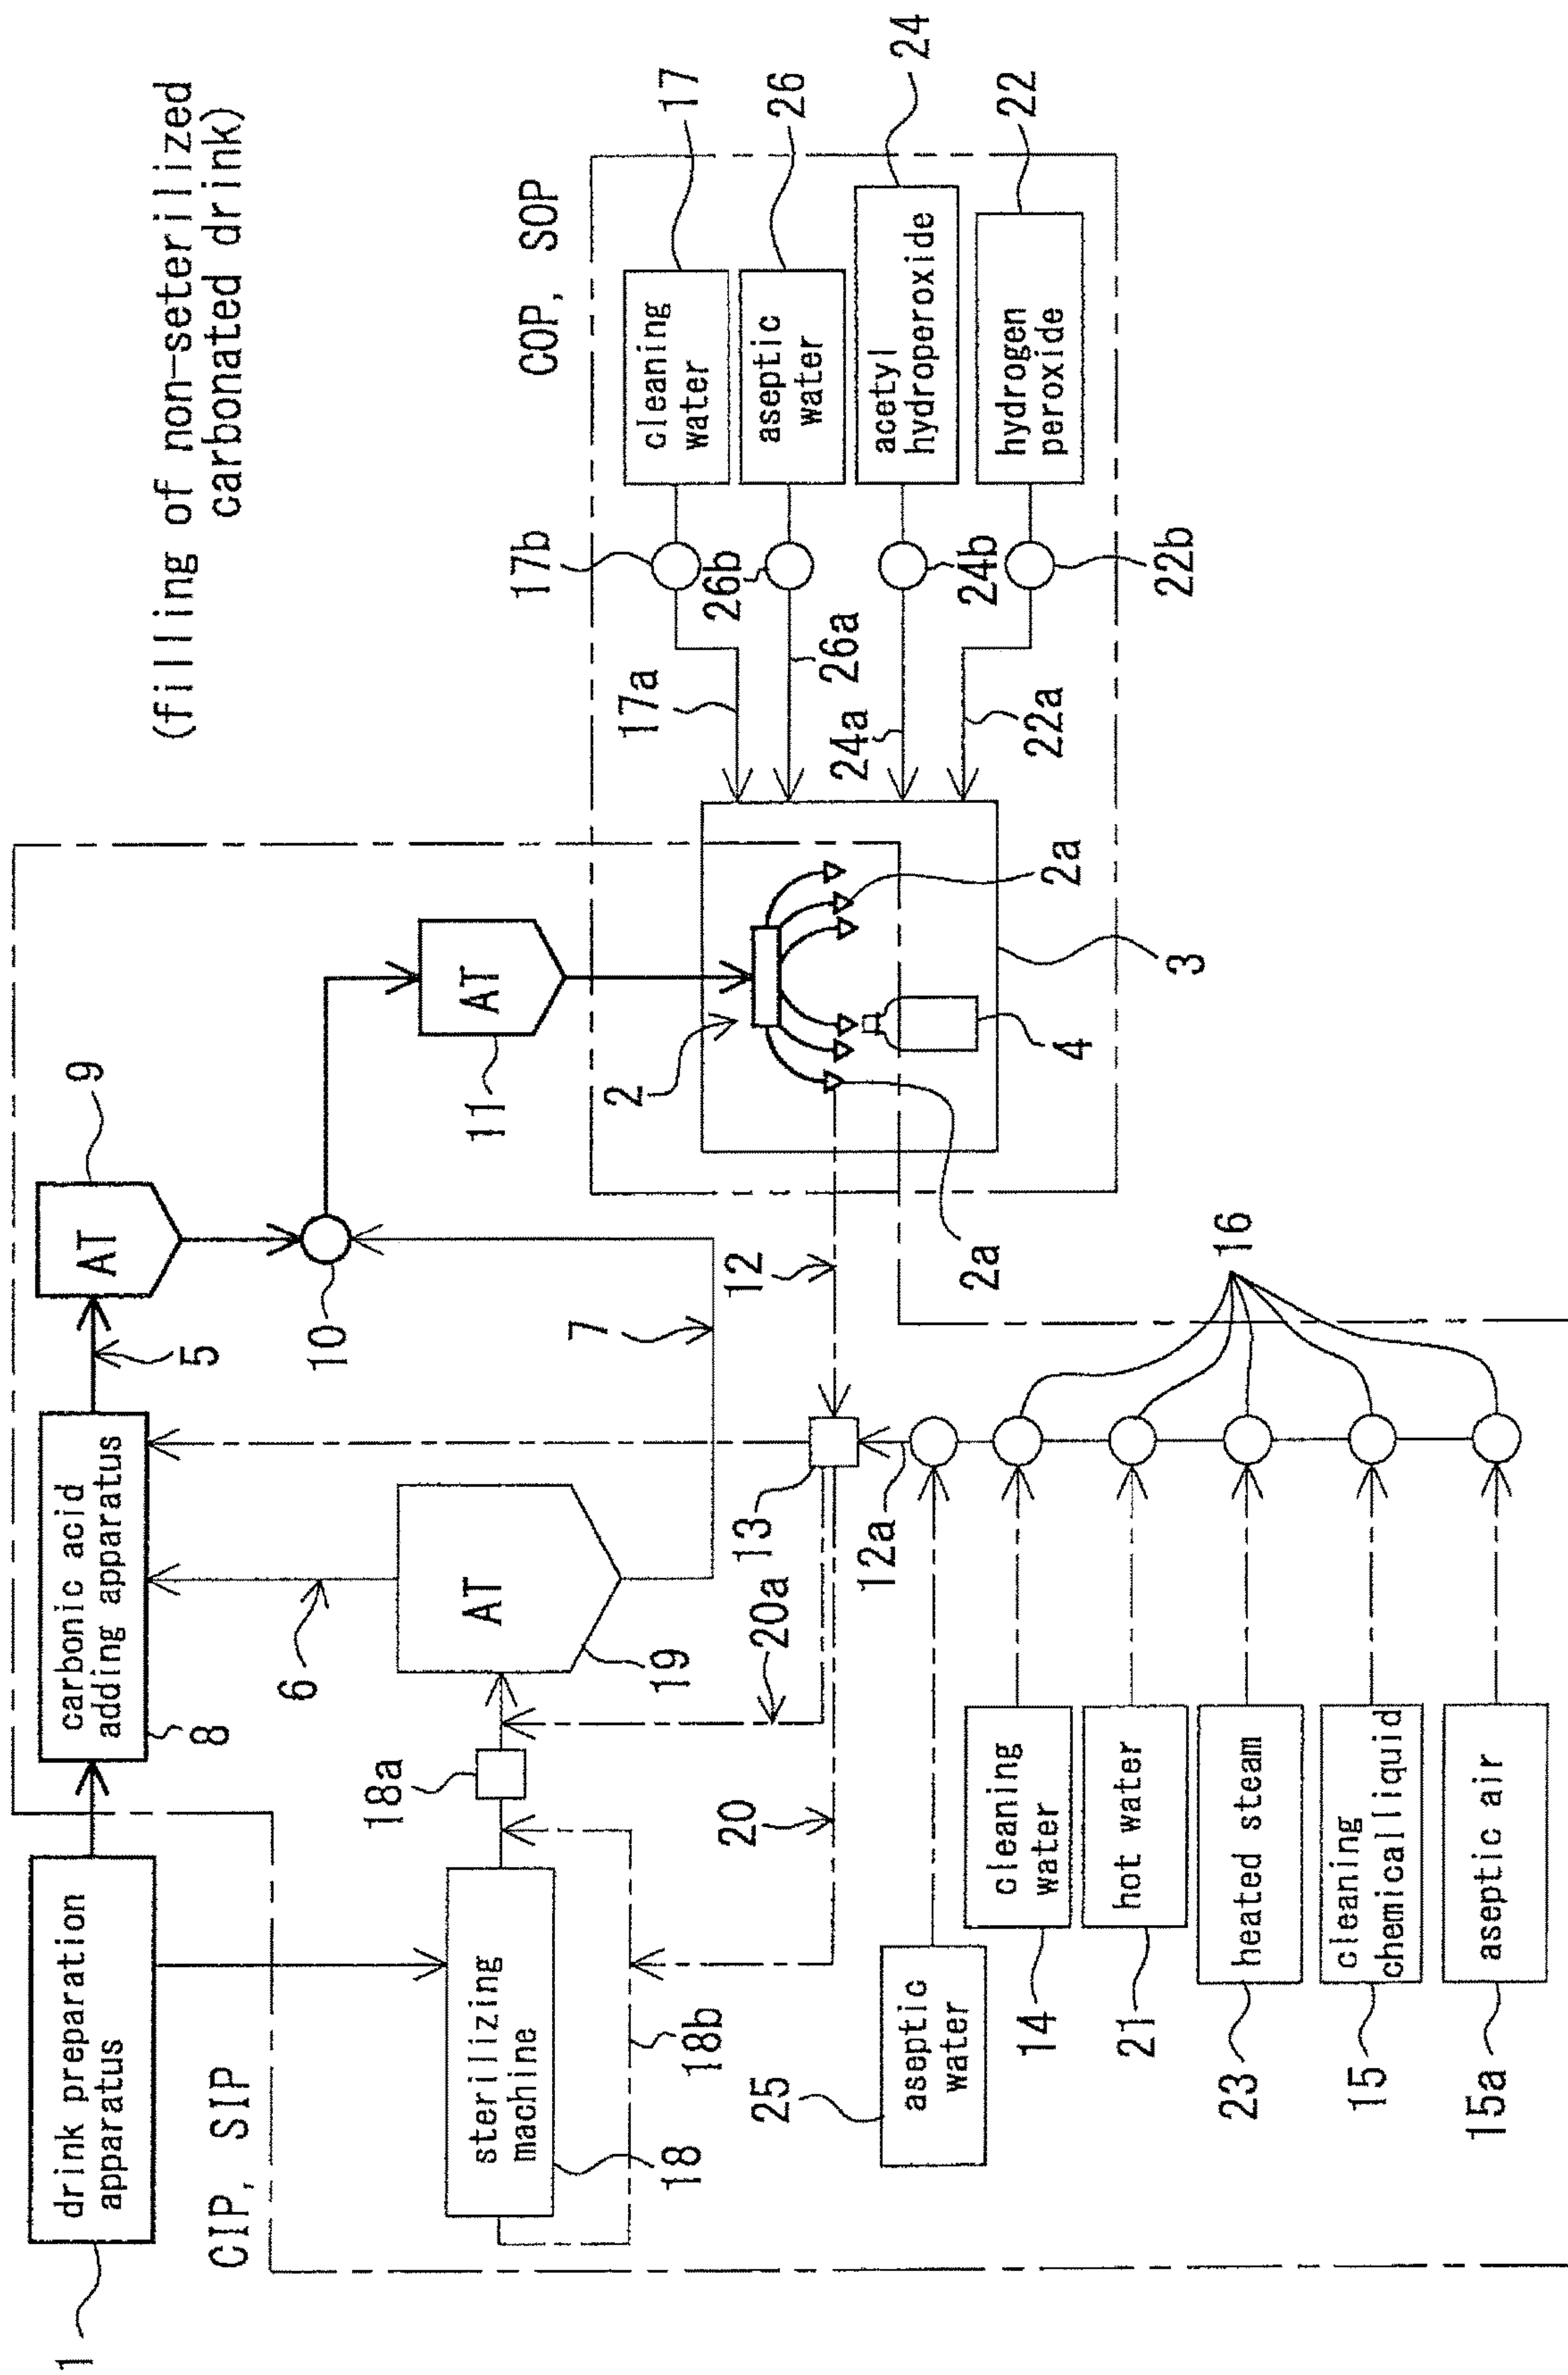 (filling of non-seterilized
carbonated drink)
1
drink preparation
apparatus
carbonic acid
adding apparatus
8
5
AT
9
10
AT
11
6
7
CIP, SIP
sterilizing
machine
18
18a
18b
AT
19
20
20a
13
12
12a
2
2a
2a
3
4
COP, SOP
17a
17b
cleaning
water
17
26a
26b
aseptic
water
26
24a
24b
acetyl
hydroperoxide
24
22a
22b
hydrogen
peroxide
22
25
aseptic
water
14
cleaning
water
21
hot water
23
heated steam
15
cleaning
chemical liquid
15a
aseptic air
16